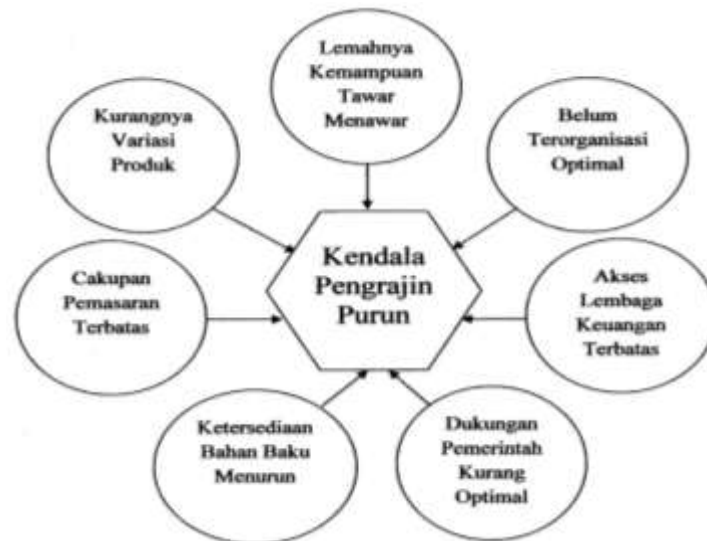 Lemahnya
Kemampuan
Tawar
Menawar
Kurangnya
Variasi
Produk
Belum
Terorganisasi
Optimal
Kendala
Pengrajin
Purun
Cakupan
Pemasaran
Terbatas
Akses
Lembaga
Keuangan
Terbatas
Ketersediaan
Bahan Baku
Menurun
Dukungan
Pemerintah
Kurang
Optimal